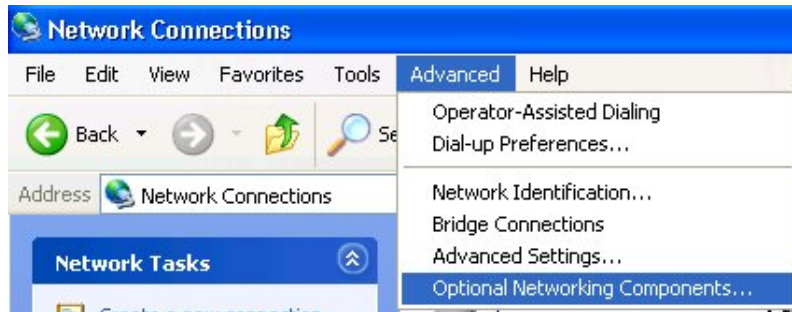 Network Connections
File Edit View Favorites Tools Advanced Help
Operator-Assisted Dialing
Back
Dial-up Preferences...
Address Network Connections
Network Identification...
Bridge Connections
Network Tasks
Advanced Settings...
Optional Networking Components...